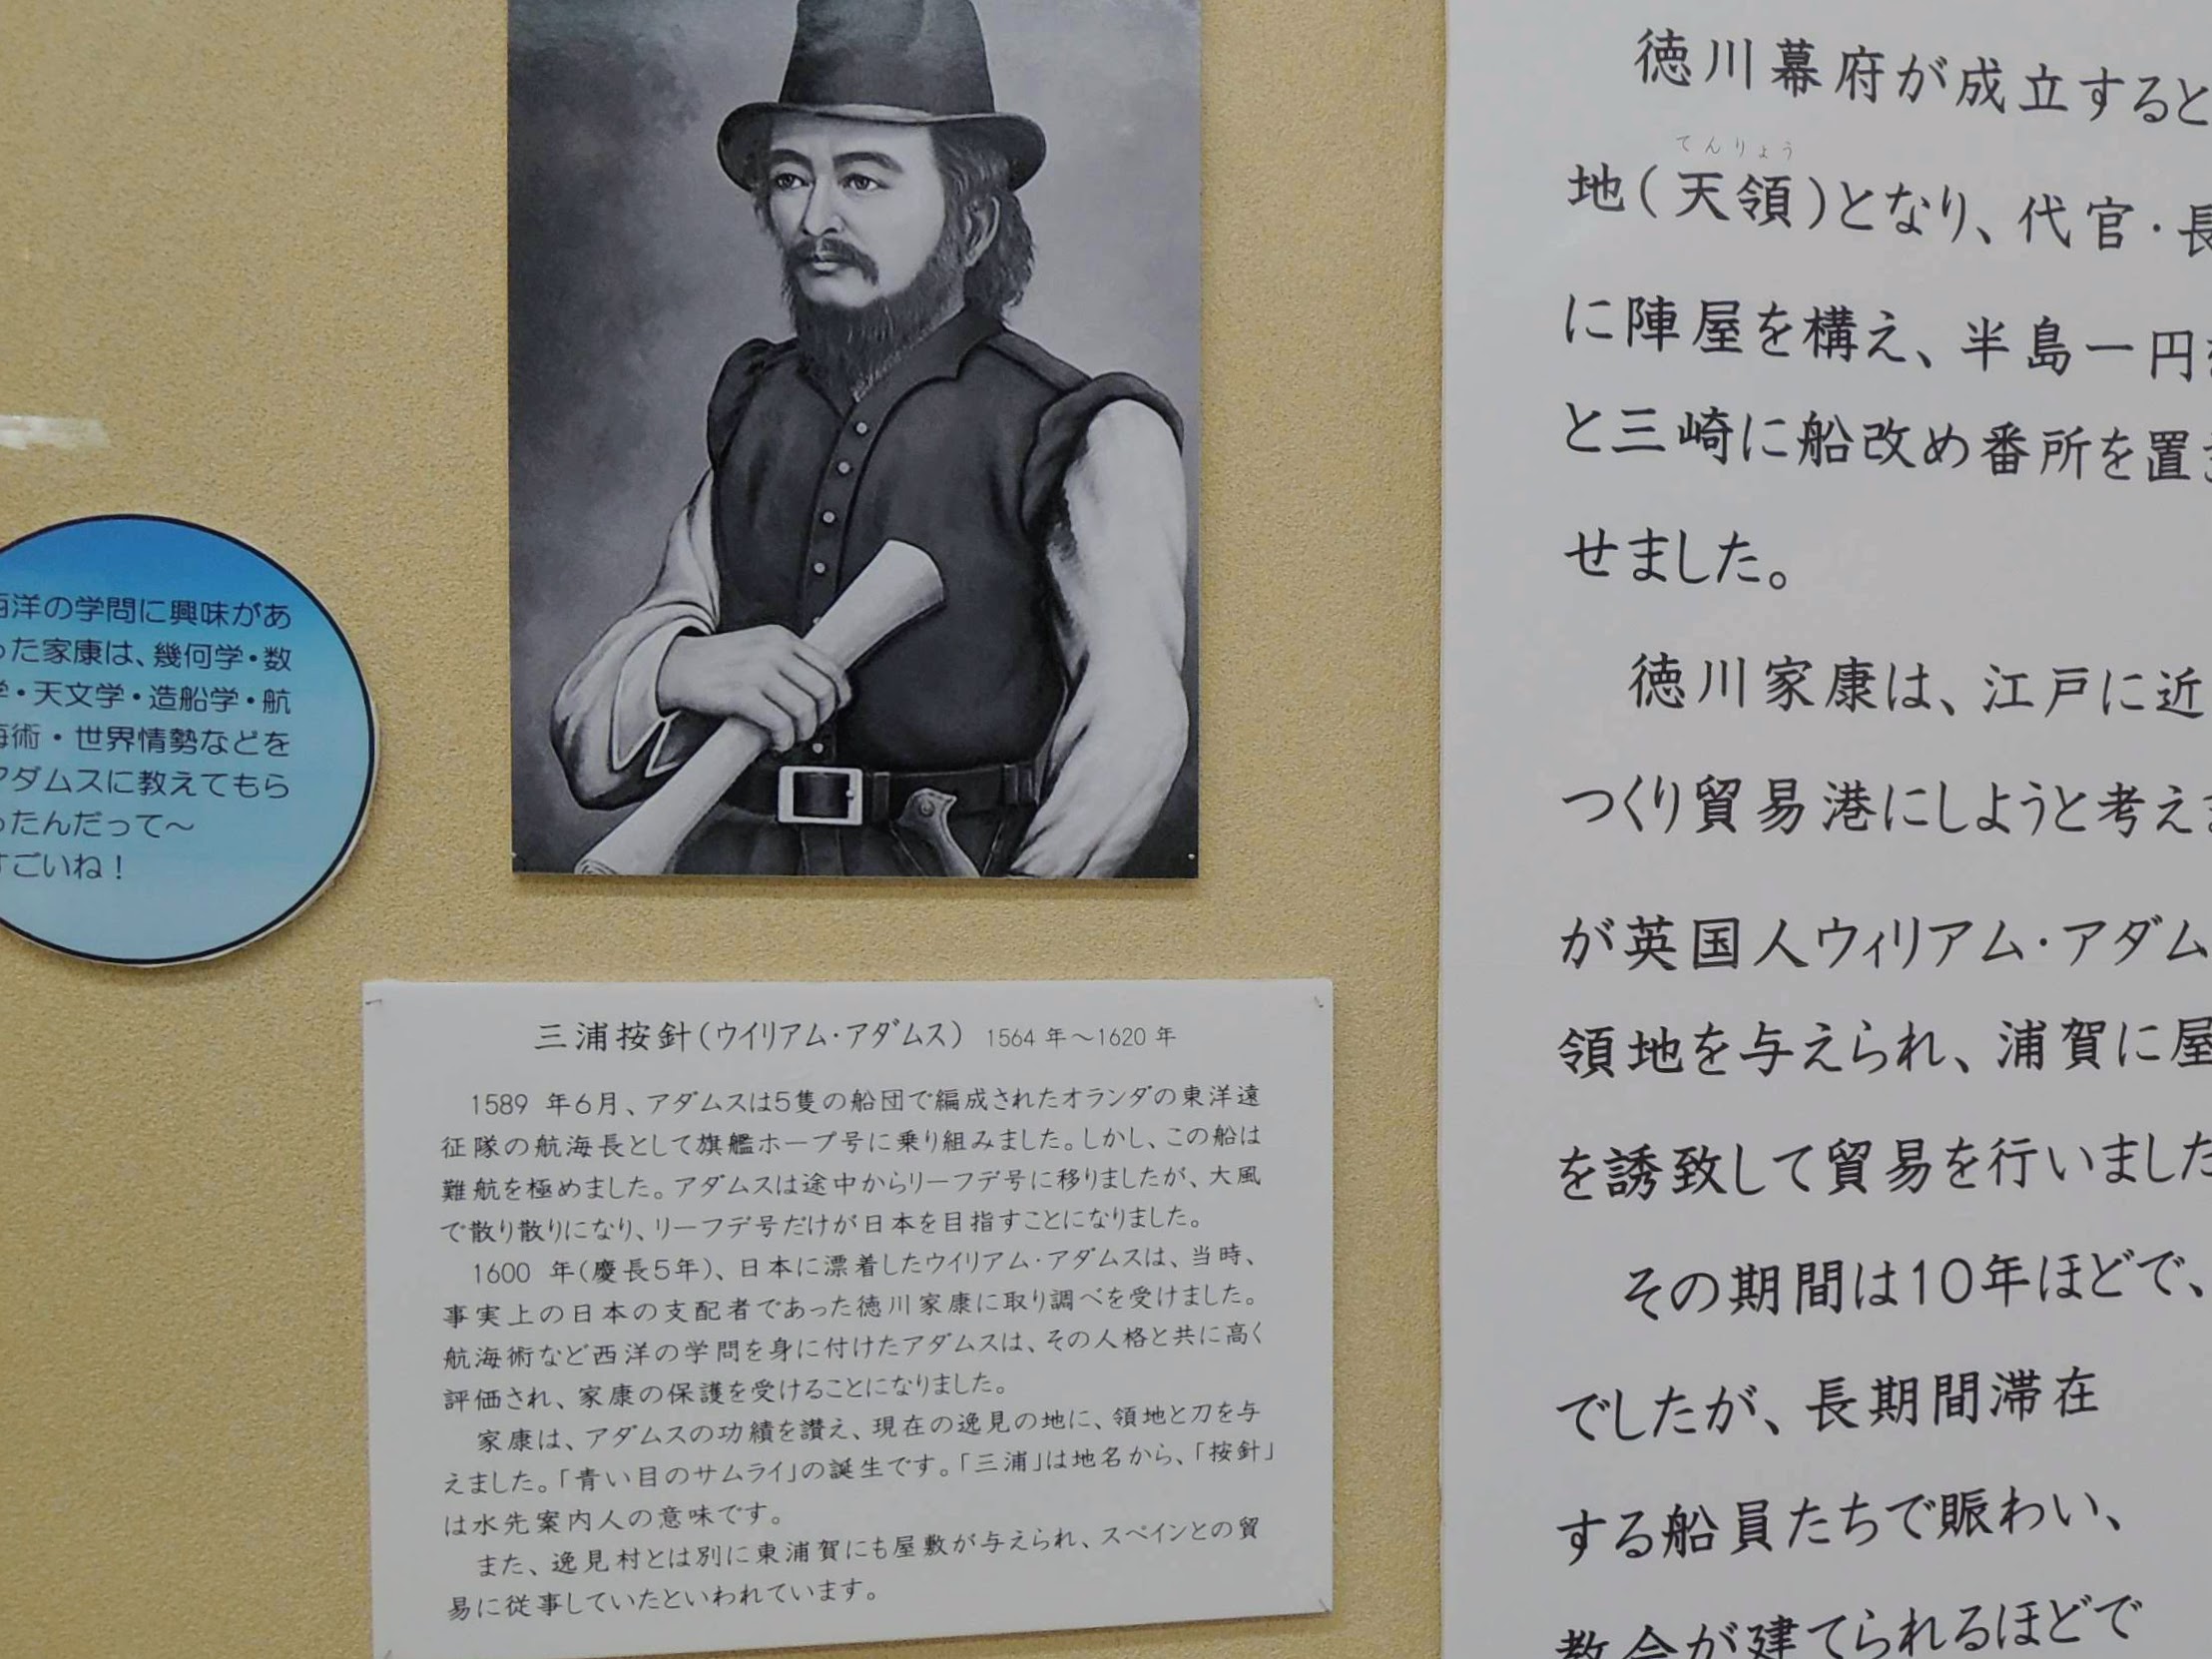 西洋の学問に興味があ
った家康は、幾何学・数
学・天文学・造船学・航
海術・世界情勢などを
アダムスに教えてもら
ったんだって～
すごいね！
三浦按針(ウイリアム・アダムス) 1564 年～1620 年
1589 年6月、アダムスは5隻の船団で編成されたオランダの東洋遠
征隊の航海長として旗艦ホープ号に乗り組みました。しかし、この船は
難航を極めました。アダムスは途中からリーフデ号に移りましたが、大風
で散り散りになり、リーフデ号だけが日本を目指すことになりました。
1600 年(慶長5年)、日本に漂着したウイリアム・アダムスは、当時、
事実上の日本の支配者であった徳川家康に取り調べを受けました。
航海術など西洋の学問を身に付けたアダムスは、その人格と共に高く
評価され、家康の保護を受けることになりました。
家康は、アダムスの功績を讃え、現在の逸見の地に、領地と刀を与
えました。「青い目のサムライ」の誕生です。「三浦」は地名から、「按針」
は水先案内人の意味です。
また、逸見村とは別に東浦賀にも屋敷が与えられ、スペインとの貿
易に従事していたといわれています。
徳川幕府が成立すると
てんりょう
地(天領)となり、代官・長
に陣屋を構え、半島一円
と三崎に船改め番所を置き
せました。
徳川家康は、江戸に近
つくり貿易港にしようと考えま
が英国人ウィリアム・アダム
領地を与えられ、浦賀に屋
を誘致して貿易を行いました
その期間は10年ほどで、
でしたが、長期間滞在
する船員たちで賑わい、
教会が建てられるほどで